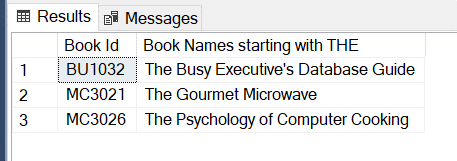 Results Messages
Book Id Book Names starting with THE
1 BU1032 The Busy Executive's Database Guide
2 MC3021 The Gourmet Microwave
3 MC3026 The Psychology of Computer Cooking